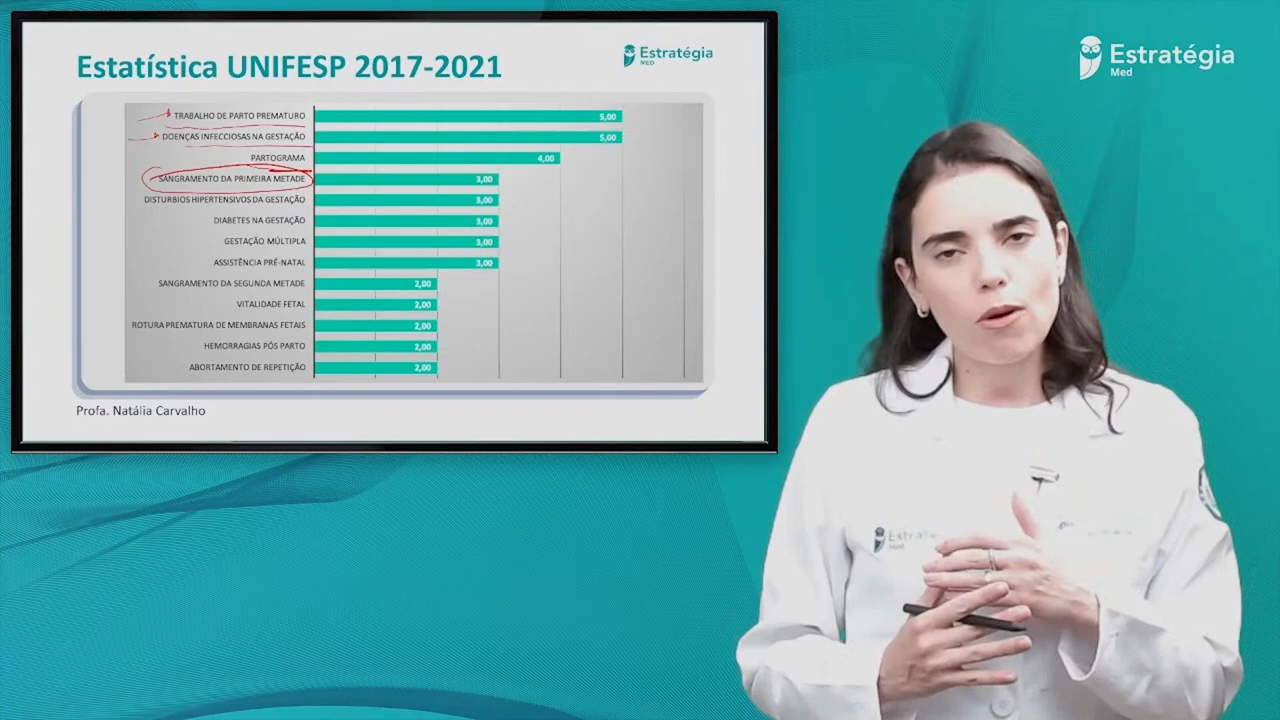 Estatística UNIFESP 2017-2021
Estratégia
MED
Estratégia
Med
TRABALHO DE PARTO PREMATURO 5,00
DOENÇAS INFECCIOSAS NA GESTAÇÃO 5,00
PARTOGRAMA 4,00
SANGRAMENTO DA PRIMEIRA METADE 3,00
DISTURBIOS HIPERTENSIVOS DA GESTAÇÃO 3,00
DIABETES NA GESTAÇÃO 3,00
GESTAÇÃO MÚLTIPLA 3,00
ASSISTÊNCIA PRÉ-NATAL 3,00
SANGRAMENTO DA SEGUNDA METADE 2,00
VITALIDADE FETAL 2,00
ROTURA PREMATURA DE MEMBRANAS FETAIS 2,00
HEMORRAGIAS PÓS PARTO 2,00
ABORTAMENTO DE REPETIÇÃO 2,00
Profa. Natália Carvalho